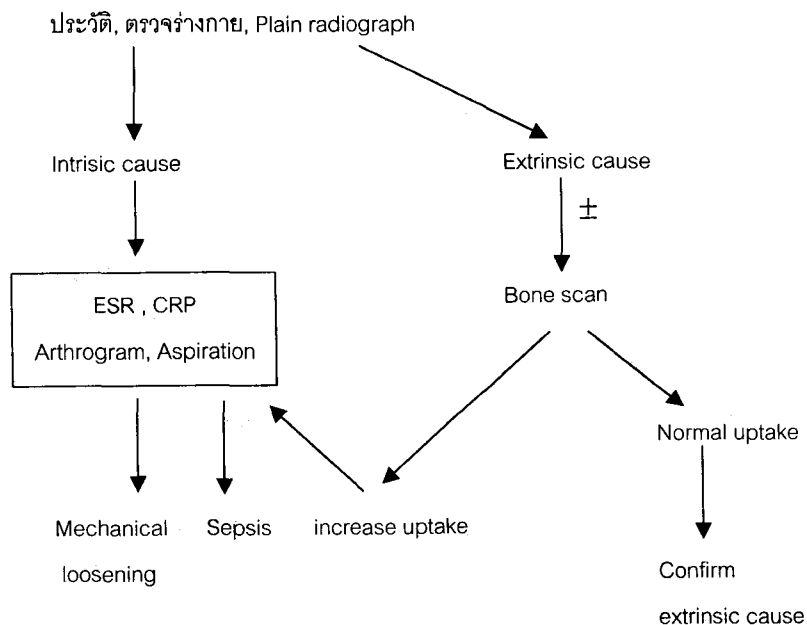 ประวัติ, ตรวจร่างกาย, Plain radiograph
Intrisic cause
Extrinsic cause
±
ESR , CRP
Arthrogram, Aspiration
Bone scan
Normal uptake
Mechanical
loosening
Sepsis
increase uptake
Confirm
extrinsic cause